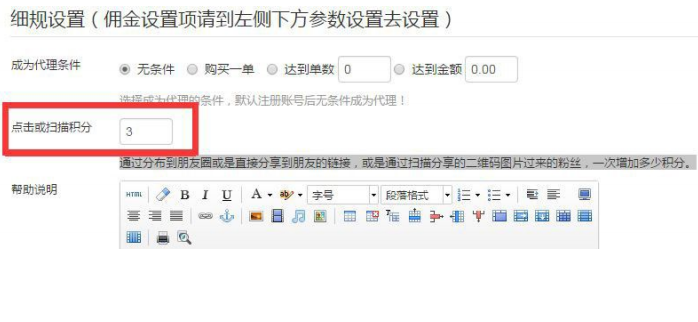 细规设置（佣金设置项请到左侧下方参数设置去设置）
成为代理条件 无条件 购买一单 达到单数 0 达到金额 0.00
选择成为代理的条件，默认注册账号后无条件成为代理！
点击或扫描积分 3
通过分布到朋友圈或是直接分享到朋友的链接，或是通过扫描分享的二维码图片过来的粉丝，一次增加多少积分。
帮助说明 HTML B I U A ab 字号 段落格式